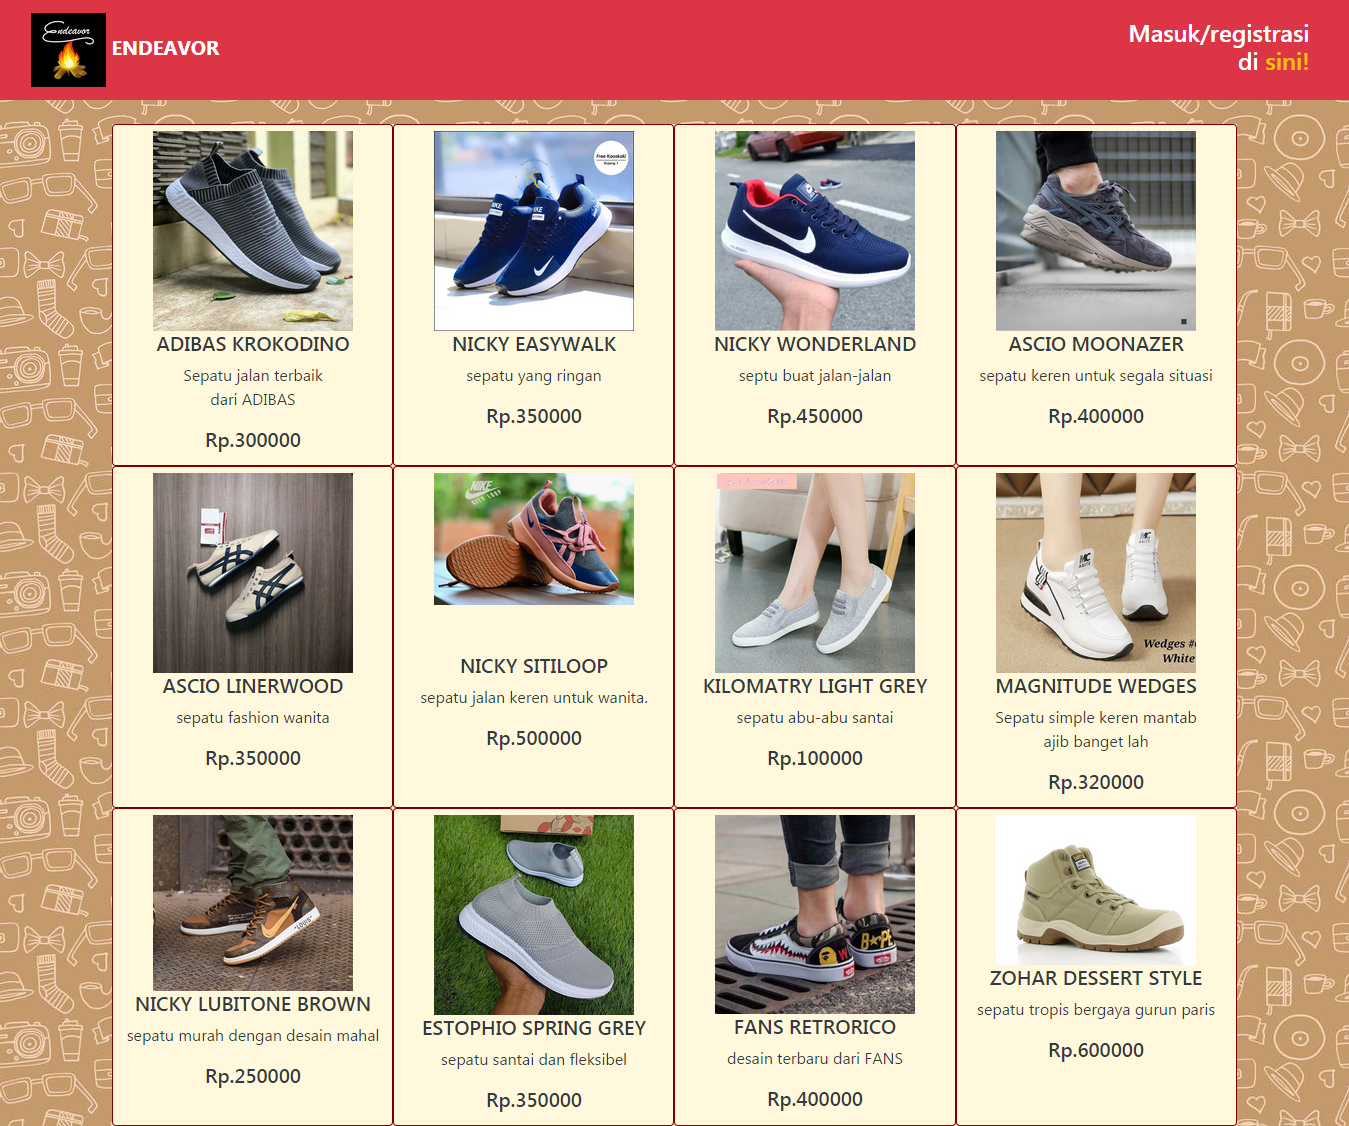 Endeavor
ENDEAVOR
Masuk/registrasi
di sini!
Free Kaoskaki
NIKE
ADIBAS KROKODINO
Sepatu jalan terbaik
dari ADIBAS
Rp.300000
NICKY EASYWALK
sepatu yang ringan
Rp.350000
NICKY WONDERLAND
septu buat jalan-jalan
Rp.450000
ASCIO MOONAZER
sepatu keren untuk segala situasi
Rp.400000
ASCIO LINERWOOD
sepatu fashion wanita
Rp.350000
NIKE
NICKY SITILOOP
sepatu jalan keren untuk wanita.
Rp.500000
KILOMATRY LIGHT GREY
sepatu abu-abu santai
Rp.100000
MC
Wedges
White
MAGNITUDE WEDGES
Sepatu simple keren mantab
ajib banget lah
Rp.320000
"LOUIS"
NICKY LUBITONE BROWN
sepatu murah dengan desain mahal
Rp.250000
ESTOPHIO SPRING GREY
sepatu santai dan fleksibel
Rp.350000
FANS RETRORICO
desain terbaru dari FANS
Rp.400000
ZOHAR DESSERT STYLE
sepatu tropis bergaya gurun paris
Rp.600000